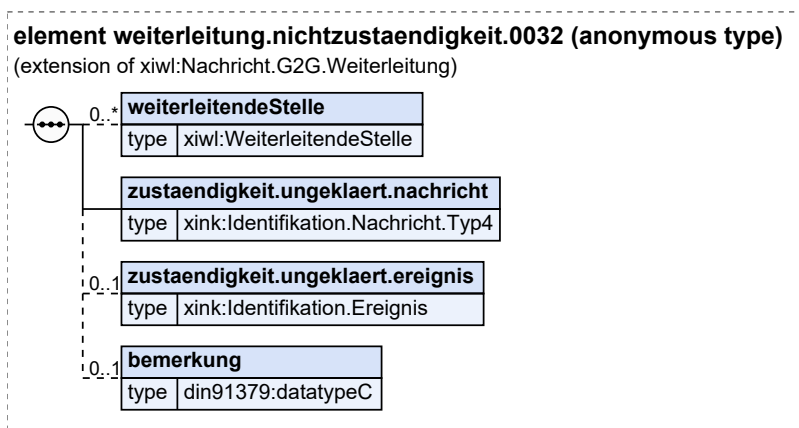 element weiterleitung.nichtzustaendigkeit.0032 (anonymous type)
(extension of xiwl:Nachricht.G2G.Weiterleitung)
0..* weiterleitendeStelle
type xiwl:WeiterleitendeStelle
zustaendigkeit.ungeklaert.nachricht
type xink:Identifikation.Nachricht.Typ4
0..1 zustaendigkeit.ungeklaert.ereignis
type xink:Identifikation.Ereignis
0..1 bemerkung
type din91379:datatypeC